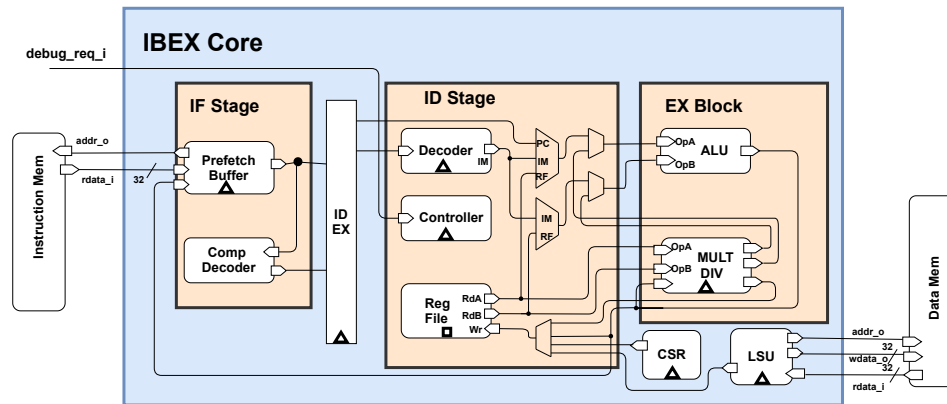 IBEX Core
debug_req_i
IF Stage
ID Stage
EX Block
Instruction Mem
addr_o
rdata_i
32
Prefetch
Buffer
Comp
Decoder
ID
EX
Decoder
IM
Controller
Reg
File
RdA
RdB
Wr
PC
IM
RF
IM
RF
OpA
OpB
ALU
OpA
OpB
MULT
DIV
CSR
LSU
addr_o
32
wdata_o
32
rdata_i
Data Mem